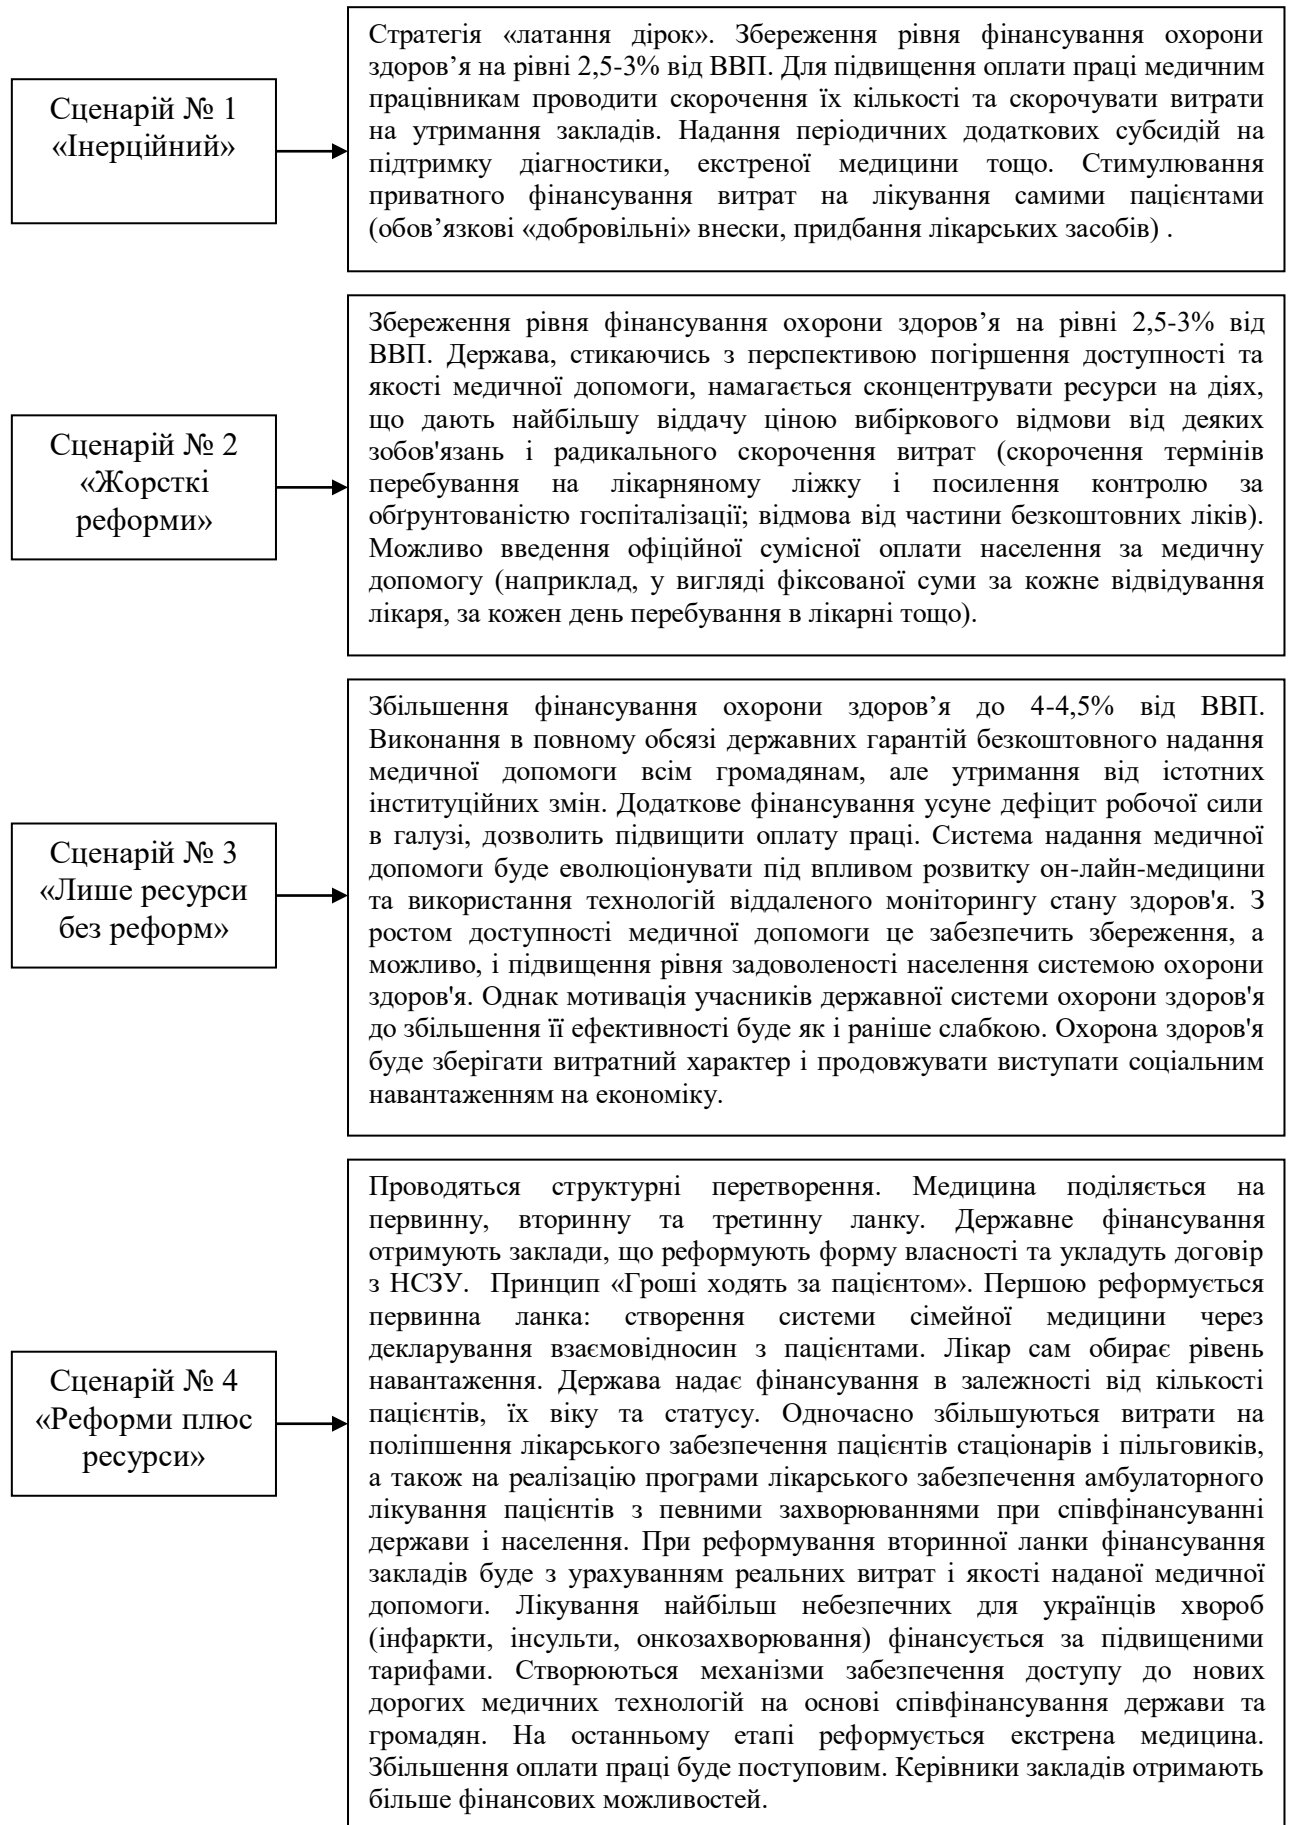 Сценарій № 1
«Інерційний»
Стратегія «латання дірок». Збереження рівня фінансування охорони
здоров’я на рівні 2,5-3% від ВВП. Для підвищення оплати праці медичним
працівникам проводити скорочення їх кількості та скорочувати витрати
на утримання закладів. Надання періодичних додаткових субсидій на
підтримку діагностики, екстреної медицини тощо. Стимулювання
приватного фінансування витрат на лікування самими пацієнтами
(обов’язкові «добровільні» внески, придбання лікарських засобів) .
Сценарій № 2
«Жорсткі
реформи»
Збереження рівня фінансування охорони здоров’я на рівні 2,5-3% від
ВВП. Держава, стикаючись з перспективою погіршення доступності та
якості медичної допомоги, намагається сконцентрувати ресурси на діях,
що дають найбільшу віддачу ціною вибіркового відмови від деяких
зобов'язань і радикального скорочення витрат (скорочення термінів
перебування на лікарняному ліжку і посилення контролю за
обґрунтованістю госпіталізації; відмова від частини безкоштовних ліків).
Можливо введення офіційної сумісної оплати населення за медичну
допомогу (наприклад, у вигляді фіксованої суми за кожне відвідування
лікаря, за кожен день перебування в лікарні тощо).
Сценарій № 3
«Лише ресурси
без реформ»
Збільшення фінансування охорони здоров’я до 4-4,5% від ВВП.
Виконання в повному обсязі державних гарантій безкоштовного надання
медичної допомоги всім громадянам, але утримання від істотних
інституційних змін. Додаткове фінансування усуне дефіцит робочої сили
в галузі, дозволить підвищити оплату праці. Система надання медичної
допомоги буде еволюціонувати під впливом розвитку он-лайн-медицини
та використання технологій віддаленого моніторингу стану здоров'я. З
ростом доступності медичної допомоги це забезпечить збереження, а
можливо, і підвищення рівня задоволеності населення системою охорони
здоров'я. Однак мотивація учасників державної системи охорони здоров'я
до збільшення її ефективності буде як і раніше слабкою. Охорона здоров'я
буде зберігати витратний характер і продовжувати виступати соціальним
навантаженням на економіку.
Сценарій № 4
«Реформи плюс
ресурси»
Проводяться структурні перетворення. Медицина поділяється на
первинну, вторинну та третинну ланку. Державне фінансування
отримують заклади, що реформують форму власності та укладуть договір
з НСЗУ. Принцип «Гроші ходять за пацієнтом». Першою реформується
первинна ланка: створення системи сімейної медицини через
декларування взаємовідносин з пацієнтами. Лікар сам обирає рівень
навантаження. Держава надає фінансування в залежності від кількості
пацієнтів, їх віку та статусу. Одночасно збільшуються витрати на
поліпшення лікарського забезпечення пацієнтів стаціонарів і пільговиків,
а також на реалізацію програми лікарського забезпечення амбулаторного
лікування пацієнтів з певними захворюваннями при співфінансуванні
держави і населення. При реформування вторинної ланки фінансування
закладів буде з урахуванням реальних витрат і якості наданої медичної
допомоги. Лікування найбільш небезпечних для українців хвороб
(інфаркти, інсульти, онкозахворювання) фінансується за підвищеними
тарифами. Створюються механізми забезпечення доступу до нових
дорогих медичних технологій на основі співфінансування держави та
громадян. На останньому етапі реформується екстрена медицина.
Збільшення оплати праці буде поступовим. Керівники закладів отримають
більше фінансових можливостей.